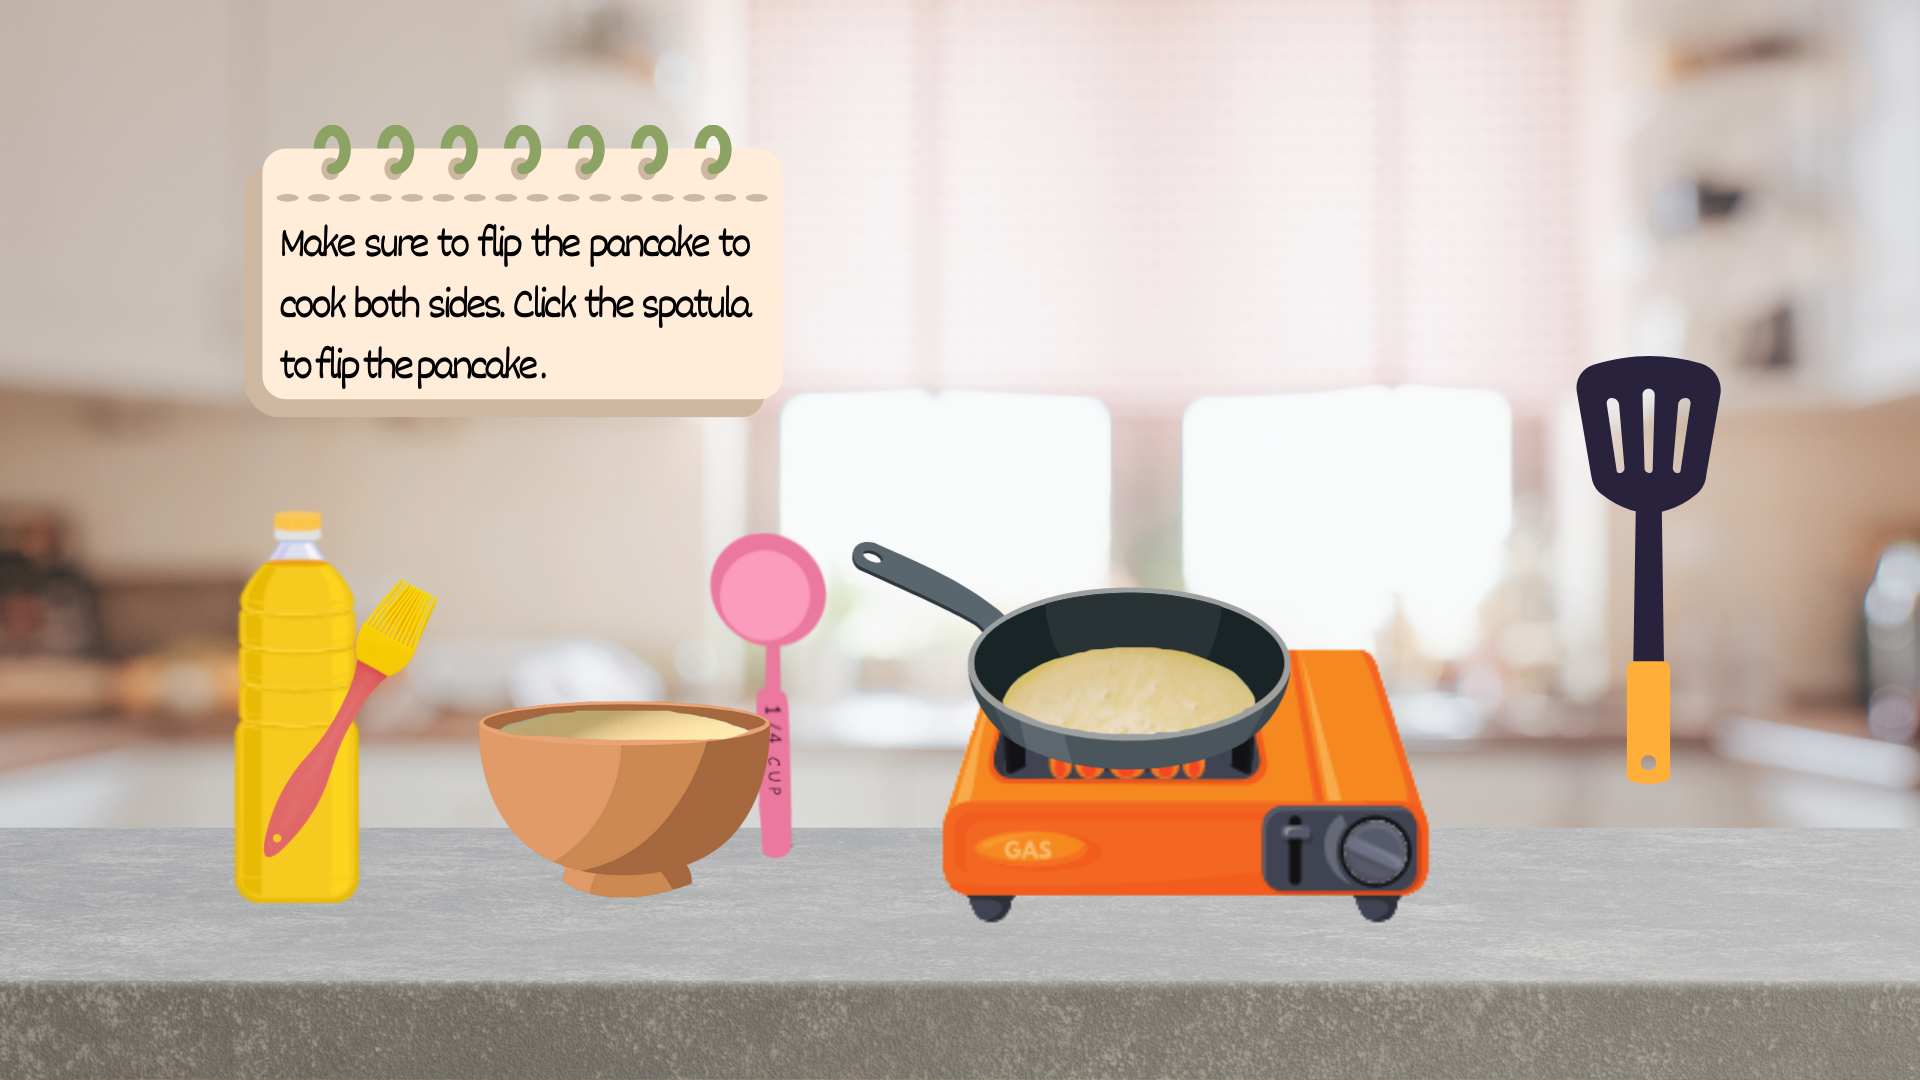 Make sure to flip the pancake to
cook both sides. Click the spatula
to flip the pancake.
1/4 CUP
GAS